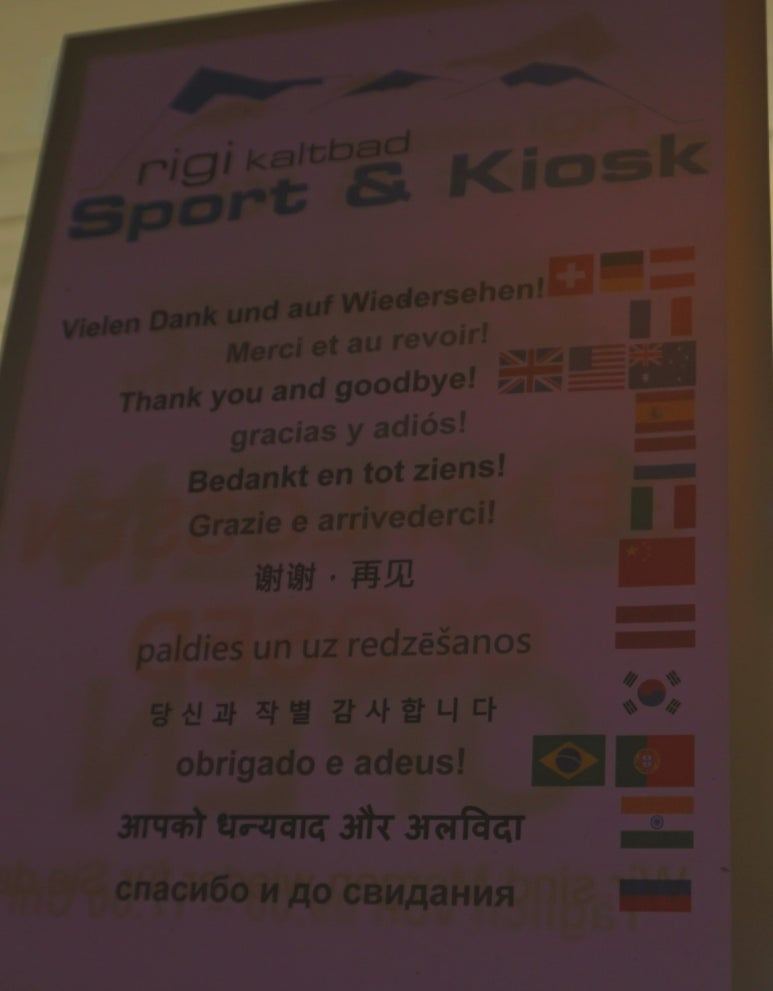 rigi kaltbad
Sport & Kiosk
Vielen Dank und auf Wiedersehen!
Merci et au revoir!
Thank you and goodbye!
gracias y adiós!
Bedankt en tot ziens!
Grazie e arrivederci!
谢谢 · 再见
paldies un uz redzēšanos
당신과 작별 감사합니다
obrigado e adeus!
आपको धन्यवाद और अलविदा
спасибо и до свидания